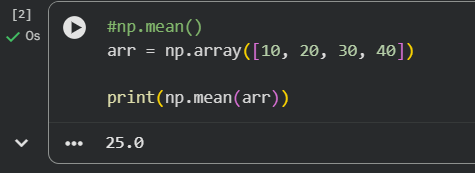 [2]
0s
#np.mean()
arr = np.array([10, 20, 30, 40])
print(np.mean(arr))
25.0